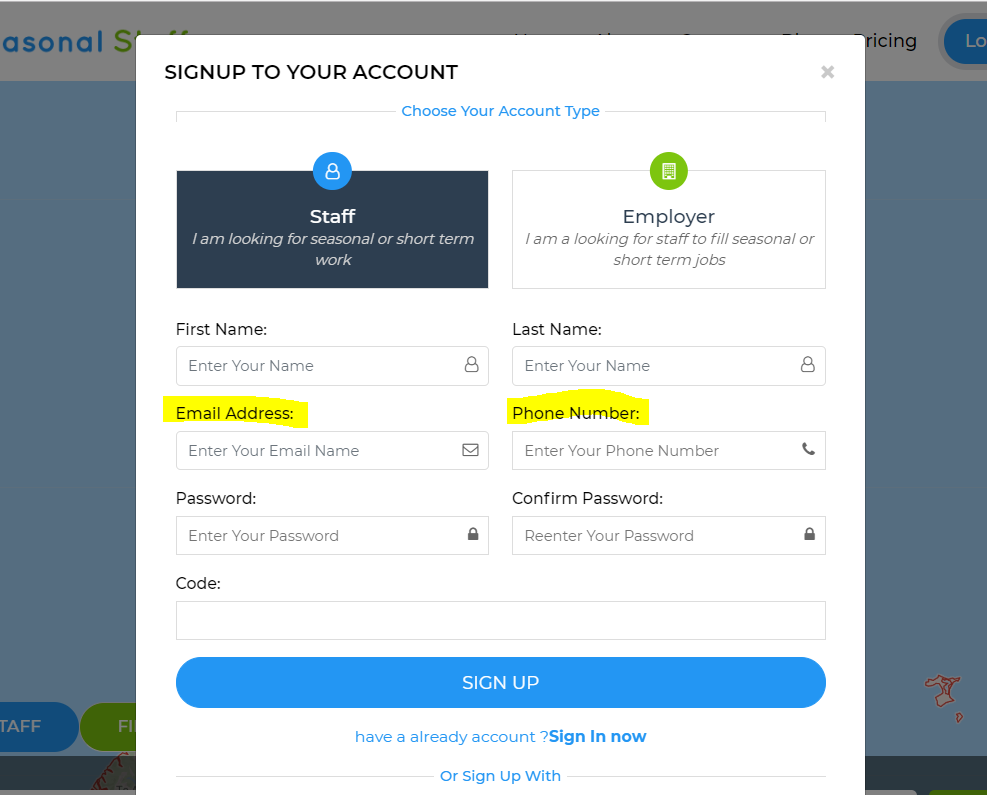 asonal Staff
Pricing
Lo
SIGNUP TO YOUR ACCOUNT
Choose Your Account Type
Staff
I am looking for seasonal or short term
work
Employer
I am a looking for staff to fill seasonal or
short term jobs
First Name:
Last Name:
Enter Your Name
Enter Your Name
Email Address:
Phone Number:
Enter Your Email Name
Enter Your Phone Number
Password:
Confirm Password:
Enter Your Password
Reenter Your Password
Code:
SIGN UP
TAFF
FI
have a already account ?Sign In now
Or Sign Up With